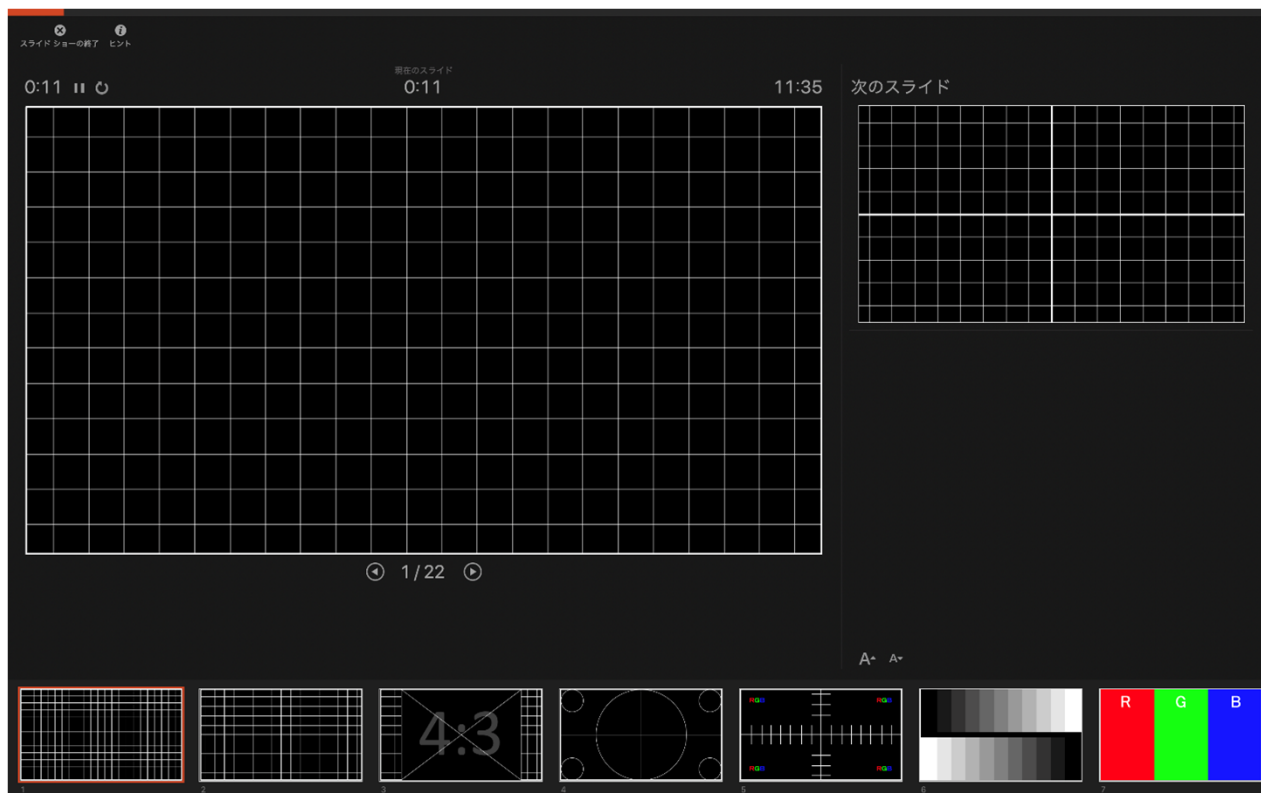 スライド ショーの終了 ヒント
現在のスライド
0:11 0:11 11:35
次のスライド
1 / 22
A A
4:3
RGB RGB
RGB RGB
R G B
1 2 3 4 5 6 7